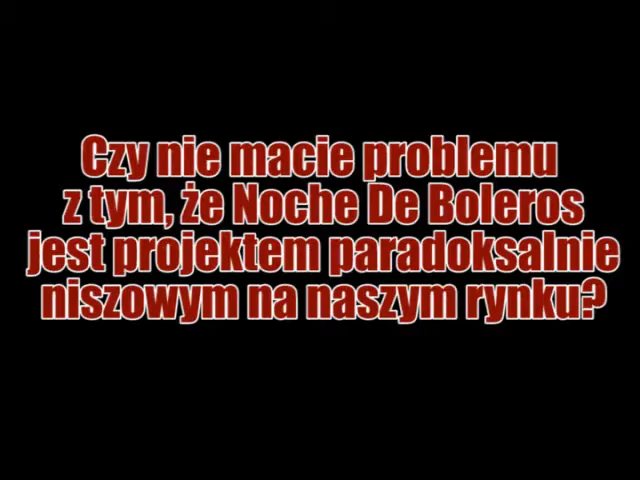 Czy nie macie problemu
z tym, że Noche De Boleros
jest projektem paradoksalnie
niszowym na naszym rynku?